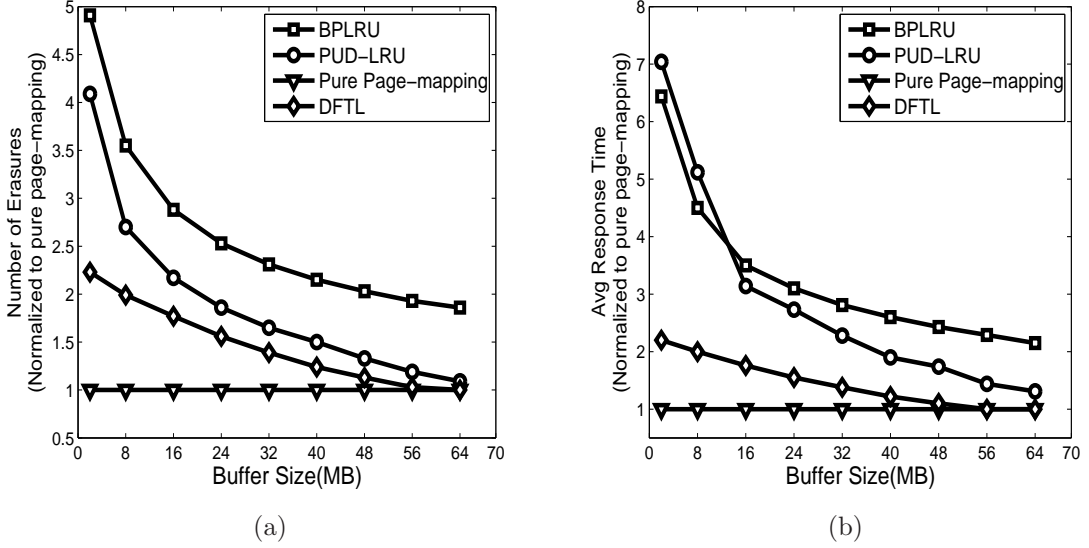 5
4.5
4
3.5
3
2.5
2
1.5
1
0.5
Number of Erasures
(Normalized to pure page−mapping)
BPLRU
PUD−LRU
Pure Page−mapping
DFTL
0 8 16 24 32 40 48 56 64 70
Buffer Size(MB)
(a)
8
7
6
5
4
3
2
1
Avg Response Time
(Normalized to pure page−mapping)
BPLRU
PUD−LRU
Pure Page−mapping
DFTL
0 8 16 24 32 40 48 56 64 70
Buffer Size(MB)
(b)